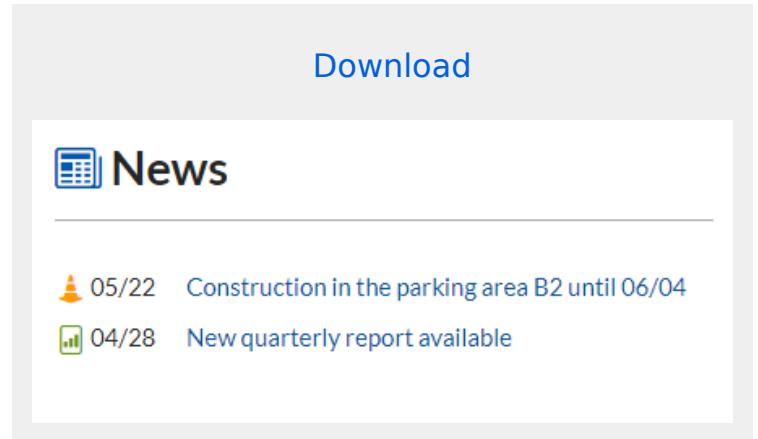 Download
News
05/22 Construction in the parking area B2 until 06/04
04/28 New quarterly report available